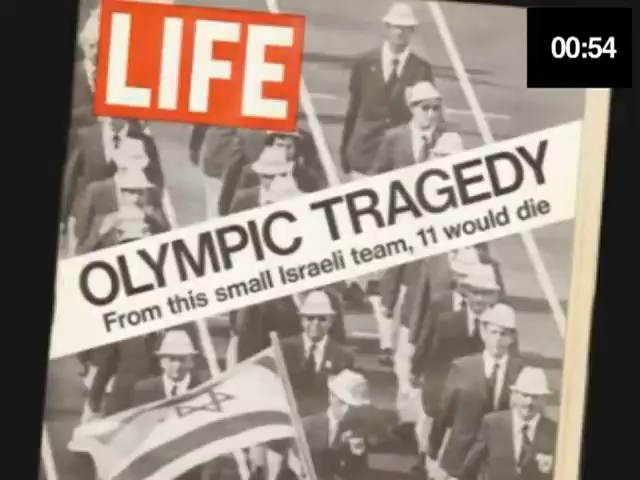 LIFE
00:54
OLYMPIC TRAGEDY
From this small Israeli team, 11 would die